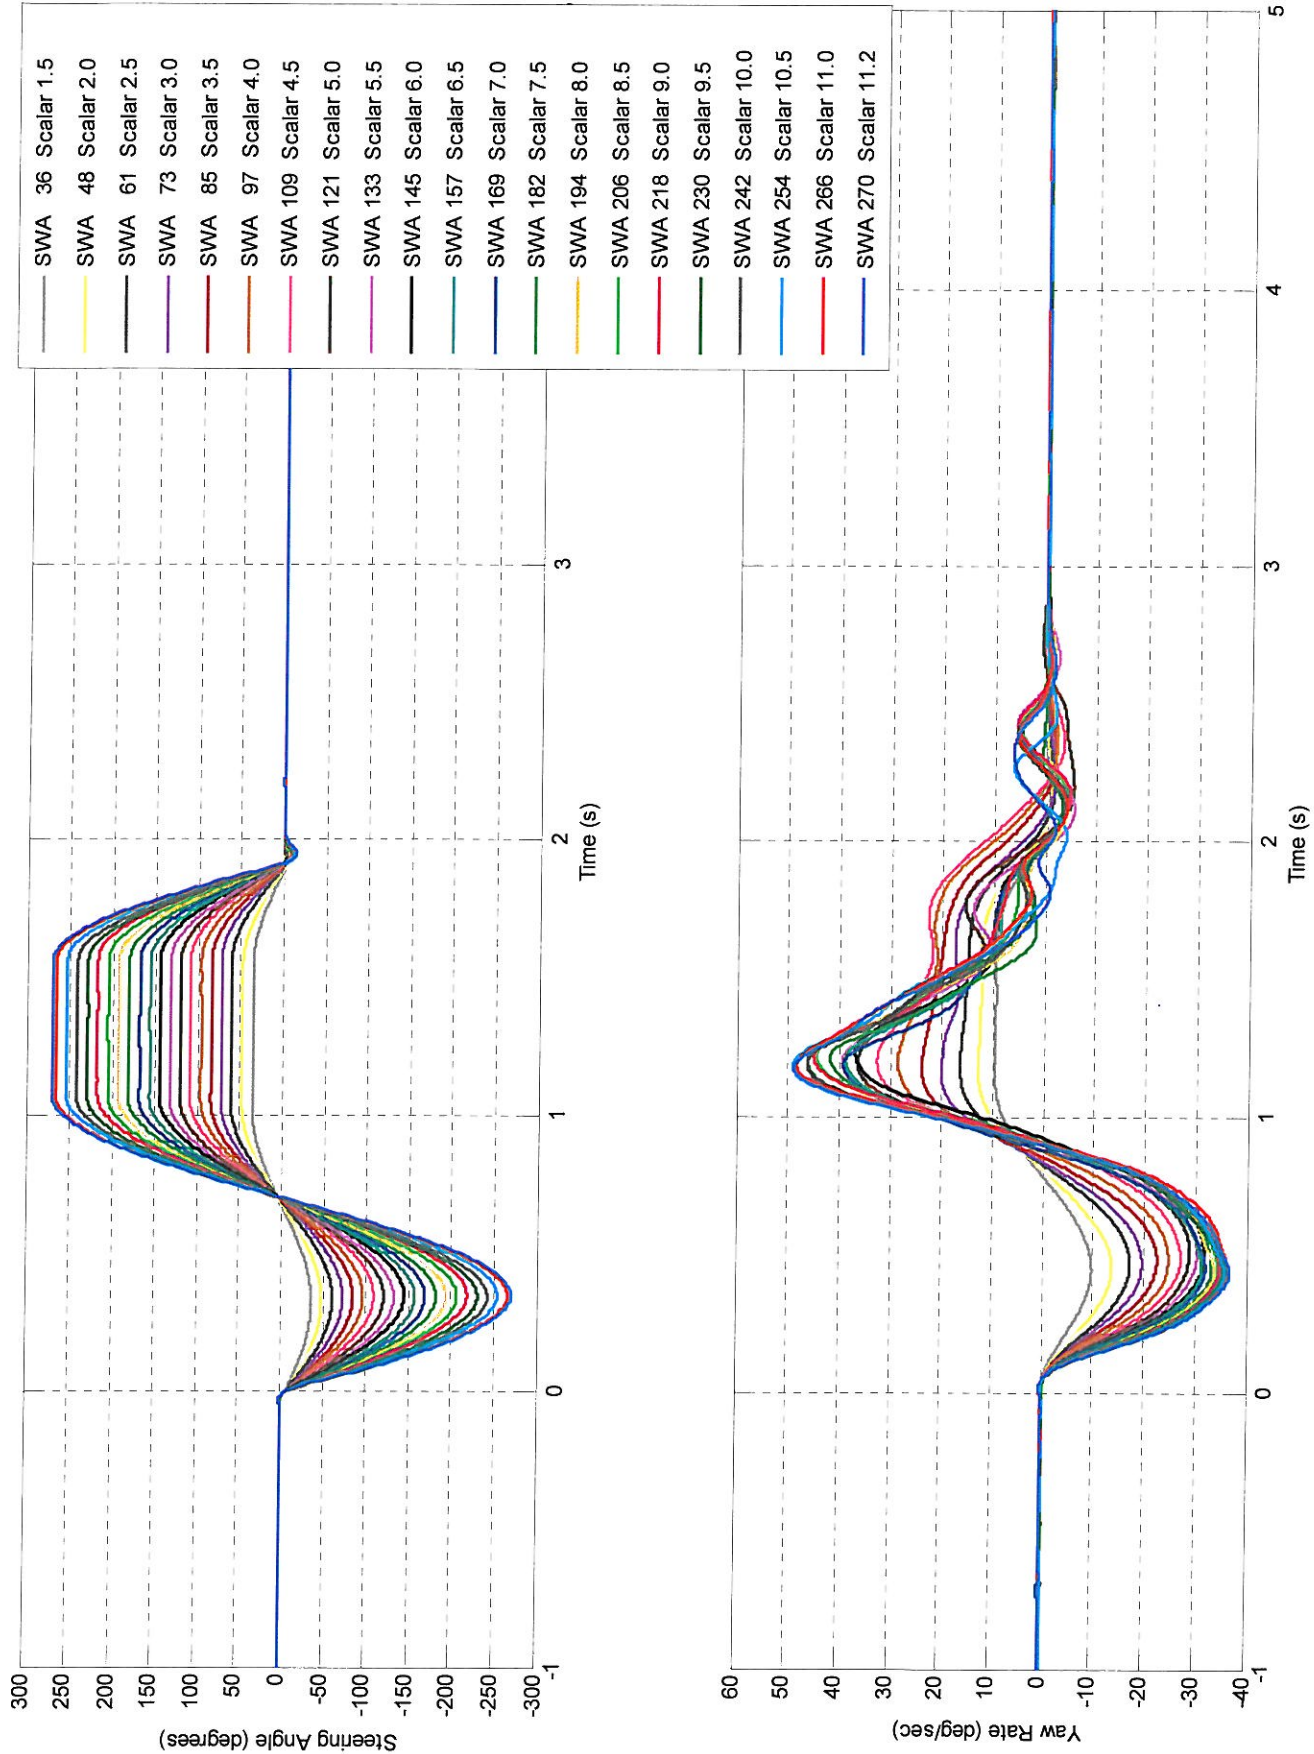 SWA 36 Scalar 1.5
SWA 48 Scalar 2.0
SWA 61 Scalar 2.5
SWA 73 Scalar 3.0
SWA 85 Scalar 3.5
SWA 97 Scalar 4.0
SWA 109 Scalar 4.5
SWA 121 Scalar 5.0
SWA 133 Scalar 5.5
SWA 145 Scalar 6.0
SWA 157 Scalar 6.5
SWA 169 Scalar 7.0
SWA 182 Scalar 7.5
SWA 194 Scalar 8.0
SWA 206 Scalar 8.5
SWA 218 Scalar 9.0
SWA 230 Scalar 9.5
SWA 242 Scalar 10.0
SWA 254 Scalar 10.5
SWA 266 Scalar 11.0
SWA 270 Scalar 11.2
Steering Angle (degrees)
300
250
200
150
100
50
0
-50
-100
-150
-200
-250
-300
-1
0
1
2
3
Time (s)
Yaw Rate (deg/sec)
60
50
40
30
20
10
0
-10
-20
-30
-40
-1
0
1
2
3
4
5
Time (s)